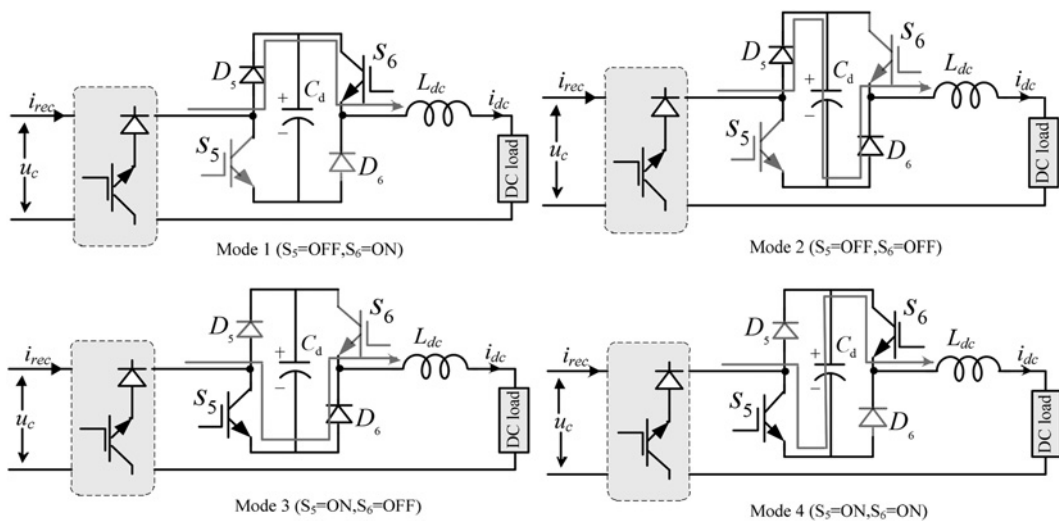 D5
S6
Cd
+
−
irec
uc
S5
D6
Ldc
idc
DC load
Mode 1 (S5=OFF,S6=ON)
D5
S6
Cd
+
−
irec
uc
S5
D6
Ldc
idc
DC load
Mode 2 (S5=OFF,S6=OFF)
D5
S6
Cd
+
−
irec
uc
S5
D6
Ldc
idc
DC load
Mode 3 (S5=ON,S6=OFF)
D5
S6
Cd
+
−
irec
uc
S5
D6
Ldc
idc
DC load
Mode 4 (S5=ON,S6=ON)